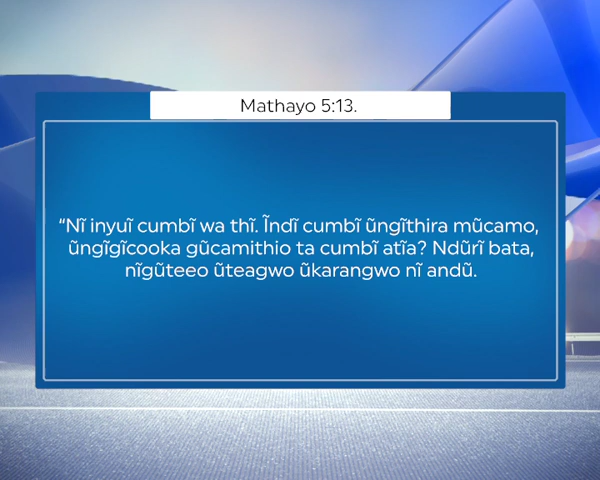 Mathayo 5:13.
“Nĩ inyuĩ cumbĩ wa thĩ. Ĩndĩ cumbĩ ũngĩthira mũcamo,
ũngĩgĩcooka gũcamithio ta cumbĩ atĩa? Ndũrĩ bata,
nĩgũteeo ũteagwo ũkarangwo nĩ andũ.